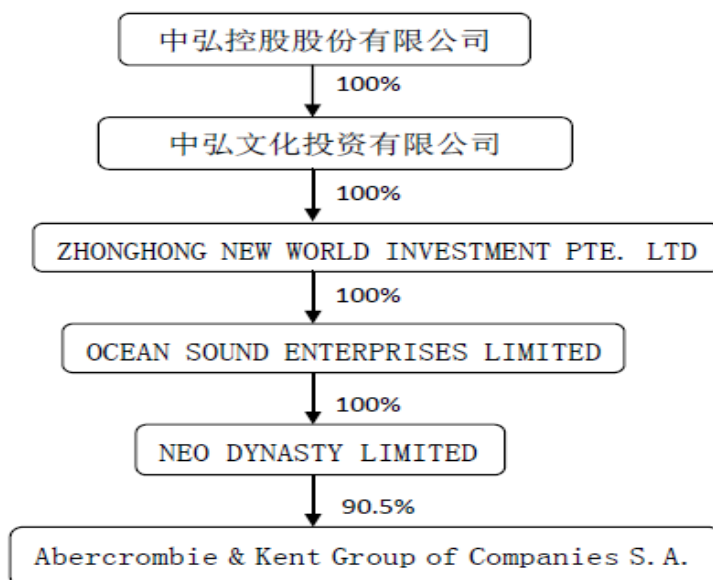 中弘控股股份有限公司
100%
中弘文化投资有限公司
100%
ZHONGHONG NEW WORLD INVESTMENT PTE. LTD
100%
OCEAN SOUND ENTERPRISES LIMITED
100%
NEO DYNASTY LIMITED
90.5%
Abercrombie & Kent Group of Companies S.A.